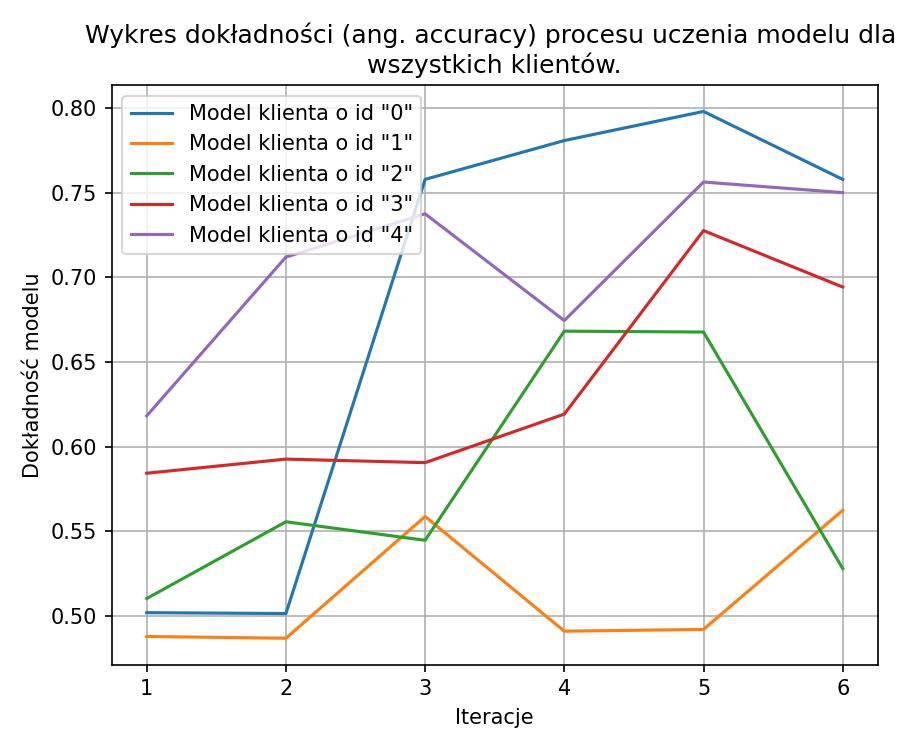 Wykres dokładności (ang. accuracy) procesu uczenia modelu dla
wszystkich klientów.
0.80
0.75
0.70
0.65
0.60
0.55
0.50
Dokładność modelu
Model klienta o id "0"
Model klienta o id "1"
Model klienta o id "2"
Model klienta o id "3"
Model klienta o id "4"
1 2 3 4 5 6
Iteracje